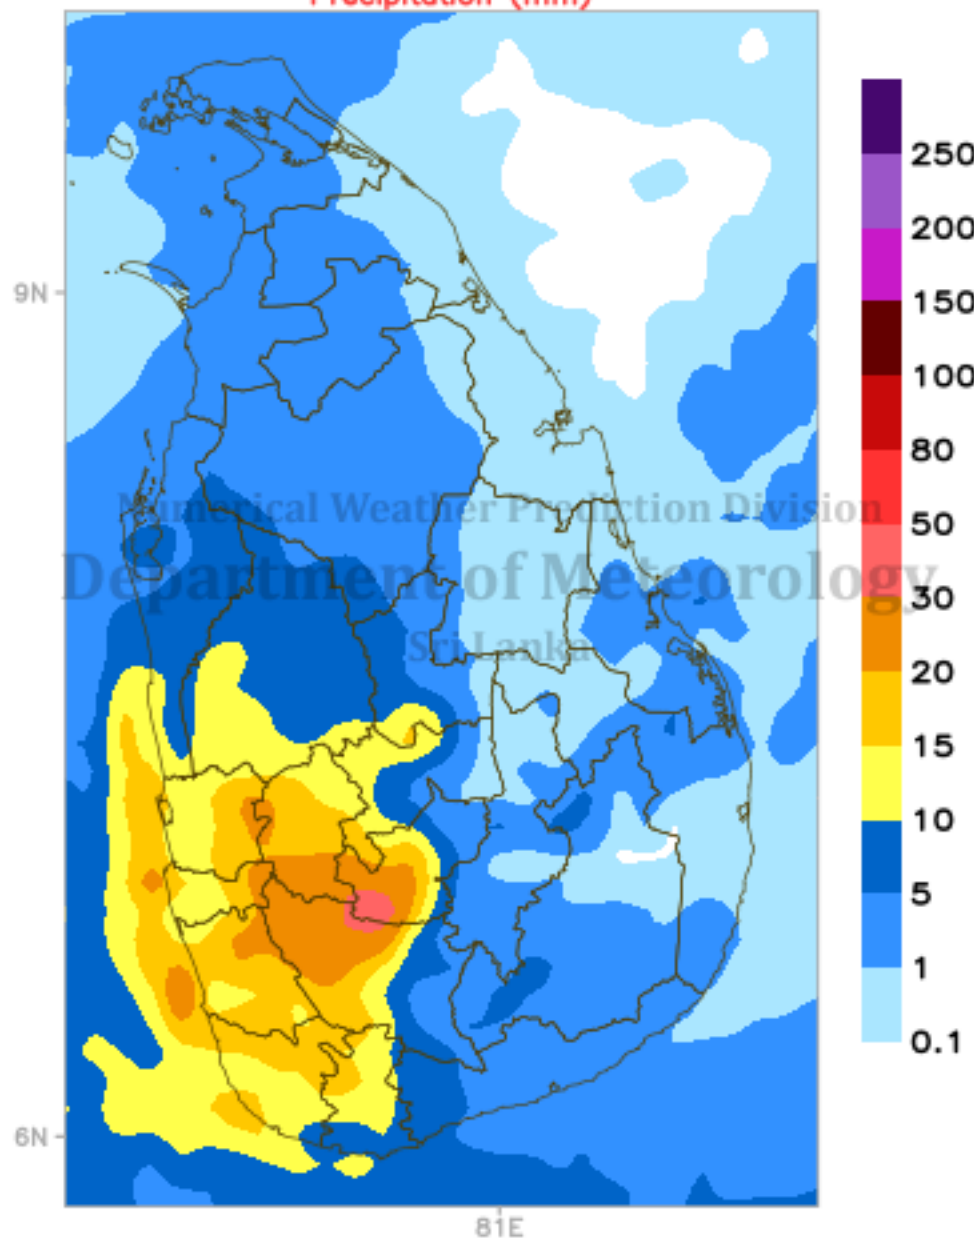 Precipitation (mm)
250
200
150
100
80
50
30
20
15
10
5
1
0.1
9N
6N
81E
Numerical Weather Prediction Division
Department of Meteorology
Sri Lanka